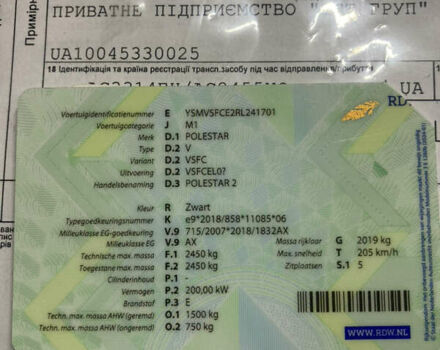 Примірн
ПРИВАТНЕ ПІДПРИЄМСТВО " ГРУП"
UA10045330025
18 Ідентифікація та країна реєстрації трансп.засобу під час відправлення/прибуття
UA
RD.
Voertuigidentificatienummer E YSMVSFCE2RL241701
Voertuigcategorie J M1
Merk D.1 POLESTAR
Type D.2 V
Variant D.2 VSFC
Uitvoering D.2 VSFCEL0?
Handelsbenaming D.3 POLESTAR 2
Kleur R Zwart
Typegoedkeuringsnummer K e9*2018/858*11085*06
Milieuklasse EG-goedkeuring V.9 715/2007*2018/1832AX
Milieuklasse EG V.9 AX
Massa rijklaar G 2019 kg
Technische max. massa F.1 2450 kg
Max. snelheid T 205 km/h
Toegestane max. massa F.2 2450 kg
Zitplaatsen S.1 5
Cilinderinhoud P.1 -
Vermogen P.2 200,00 kW
Brandstof P.3 E
Techn. max. massa AHW (geremd) O.1 1500 kg
Techn. max. massa AHW (ongeremd) O.2 750 kg
WWW.RDW.NL